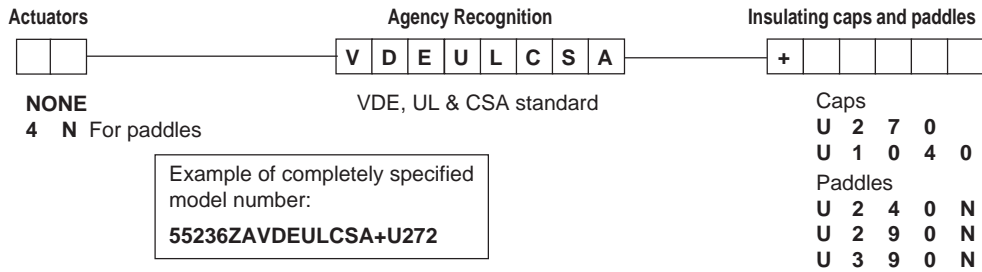 Actuators Agency Recognition Insulating caps and paddles
V D E U L C S A +
NONE VDE, UL & CSA standard Caps
4 N For paddles U 2 7 0
U 1 0 4 0
Example of completely specified
model number:
55236ZAVDEULCSA+U272
Paddles
U 2 4 0 N
U 2 9 0 N
U 3 9 0 N